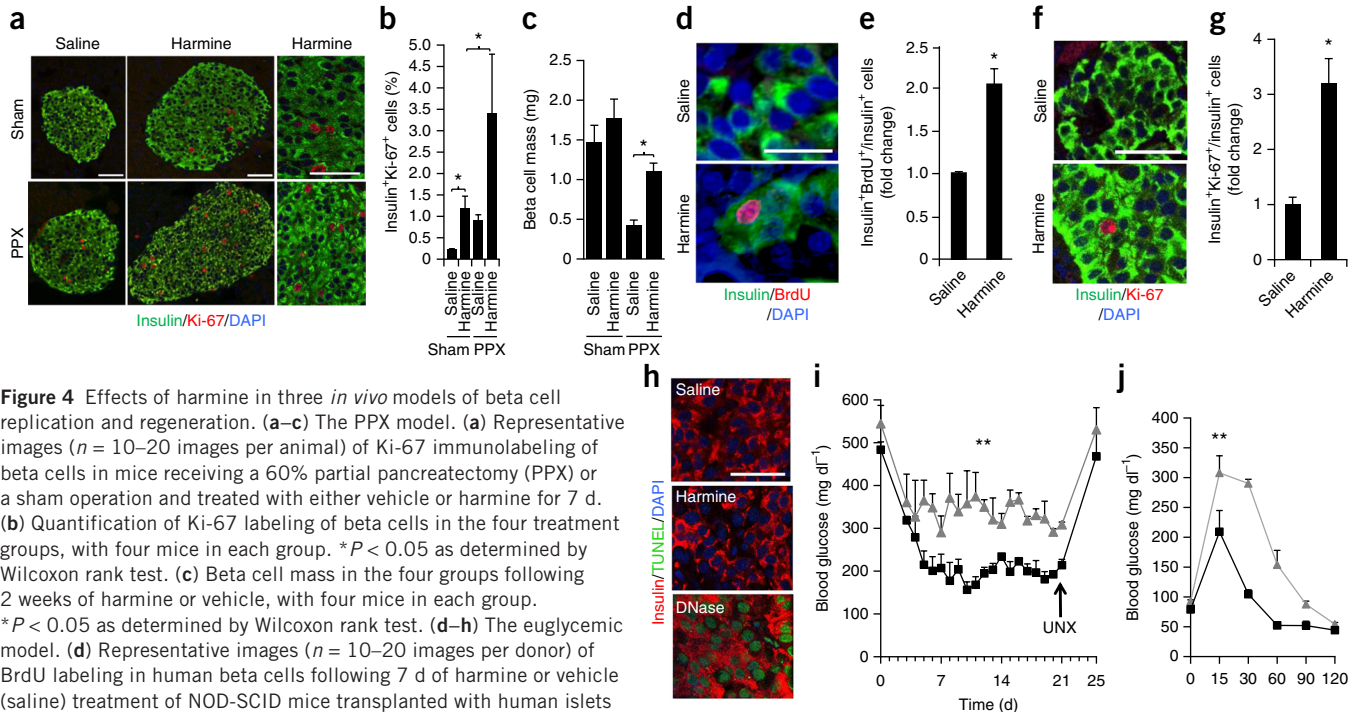 a
Saline
Harmine
Harmine
Sham
PPX
Insulin/Ki-67/DAPI
b
Insulin⁺Ki-67⁺ cells (%)
5.0
4.5
4.0
3.5
3.0
2.5
2.0
1.5
1.0
0.5
0
*
*
Saline
Harmine
Saline
Harmine
Sham PPX
c
Beta cell mass (mg)
2.5
2.0
1.5
1.0
0.5
0
*
Saline
Harmine
Saline
Harmine
Sham PPX
d
Saline
Harmine
Insulin/BrdU
/DAPI
e
Insulin⁺BrdU⁺/insulin⁺ cells
(fold change)
2.5
2.0
1.5
1.0
0.5
0
*
Saline
Harmine
f
Saline
Harmine
Insulin/Ki-67
/DAPI
g
Insulin⁺Ki-67⁺/insulin⁺ cells
(fold change)
4
3
2
1
0
*
Saline
Harmine
Figure 4 Effects of harmine in three in vivo models of beta cell
replication and regeneration. (a–c) The PPX model. (a) Representative
images (n = 10–20 images per animal) of Ki-67 immunolabeling of
beta cells in mice receiving a 60% partial pancreatectomy (PPX) or
a sham operation and treated with either vehicle or harmine for 7 d.
(b) Quantification of Ki-67 labeling of beta cells in the four treatment
groups, with four mice in each group. *P < 0.05 as determined by
Wilcoxon rank test. (c) Beta cell mass in the four groups following
2 weeks of harmine or vehicle, with four mice in each group.
*P < 0.05 as determined by Wilcoxon rank test. (d–h) The euglycemic
model. (d) Representative images (n = 10–20 images per donor) of
BrdU labeling in human beta cells following 7 d of harmine or vehicle
(saline) treatment of NOD-SCID mice transplanted with human islets
h
Insulin/TUNEL/DAPI
Saline
Harmine
DNase
i
Blood glucose (mg dl⁻¹)
600
500
400
300
200
100
0
**
UNX
0
7
14
21
25
Time (d)
j
Blood glucose (mg dl⁻¹)
400
350
300
250
200
150
100
50
0
**
0
15
30
60
90
120